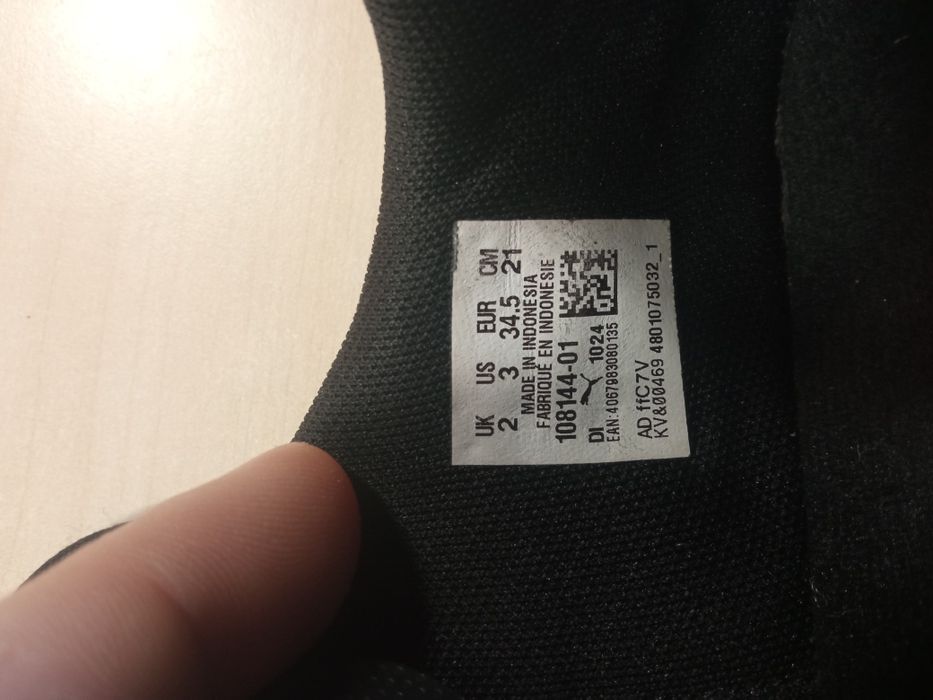 UK US EUR CM
2 3 34.5 21
MADE IN INDONESIA
FABRIQUÉ EN INDONESIE
108144-01
DI 1024
EAN:4067983080135
AD ffC7V
KV&00469 4801075032_1